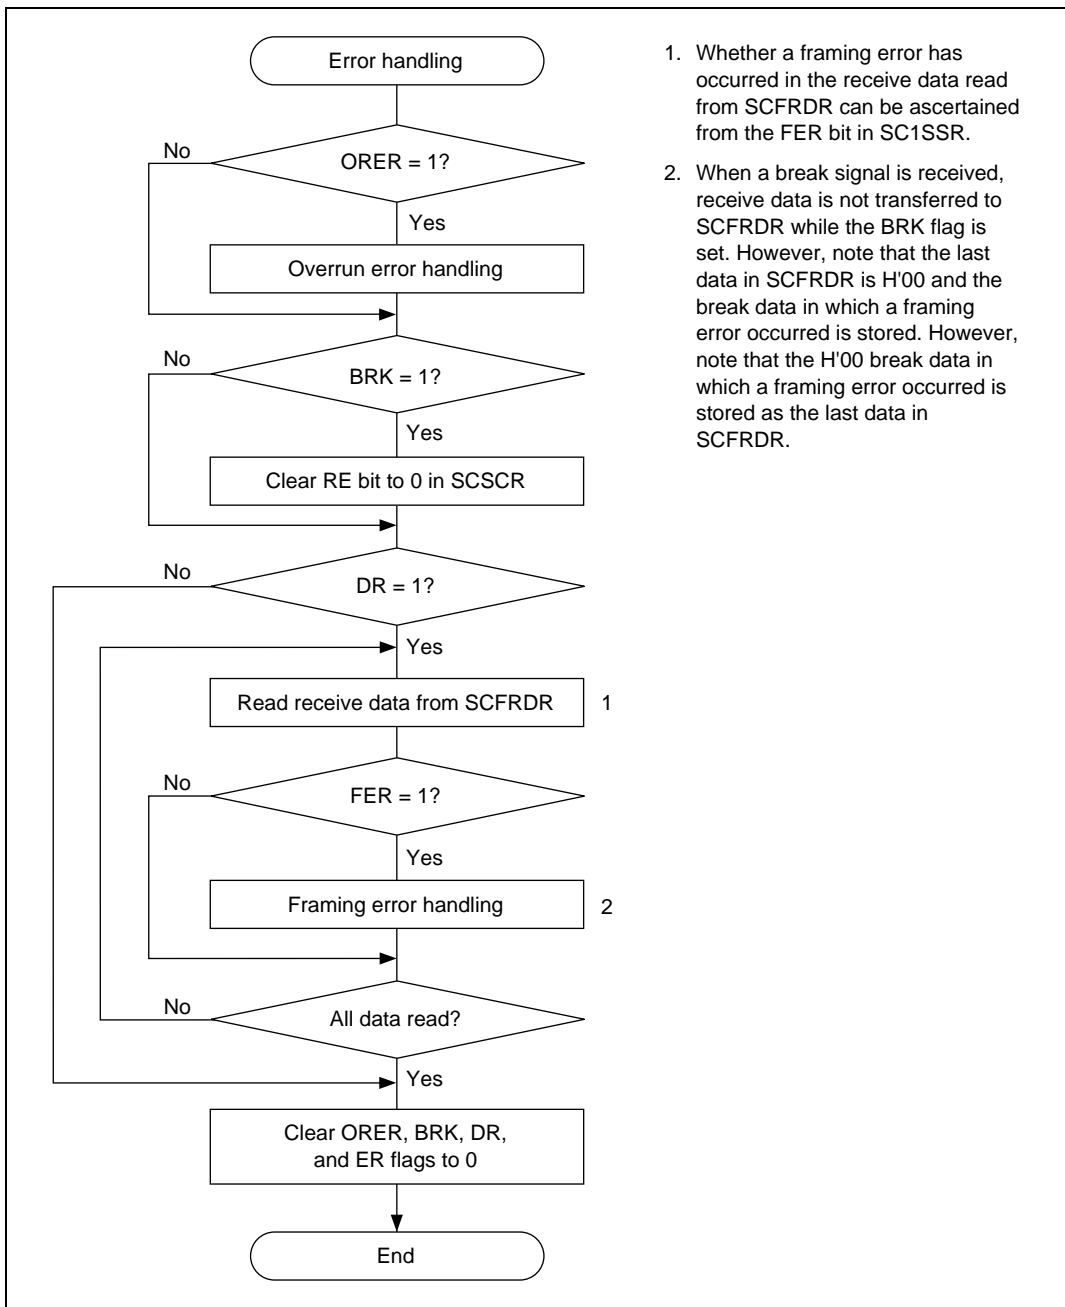 Error handling
No
ORER = 1?
Yes
Overrun error handling
No
BRK = 1?
Yes
Clear RE bit to 0 in SCSCR
No
DR = 1?
Yes
Read receive data from SCFRDR 1
No
FER = 1?
Yes
Framing error handling 2
No
All data read?
Yes
Clear ORER, BRK, DR,
and ER flags to 0
End
1. Whether a framing error has
occurred in the receive data read
from SCFRDR can be ascertained
from the FER bit in SC1SSR.
2. When a break signal is received,
receive data is not transferred to
SCFRDR while the BRK flag is
set. However, note that the last
data in SCFRDR is H'00 and the
break data in which a framing
error occurred is stored. However,
note that the H'00 break data in
which a framing error occurred is
stored as the last data in
SCFRDR.